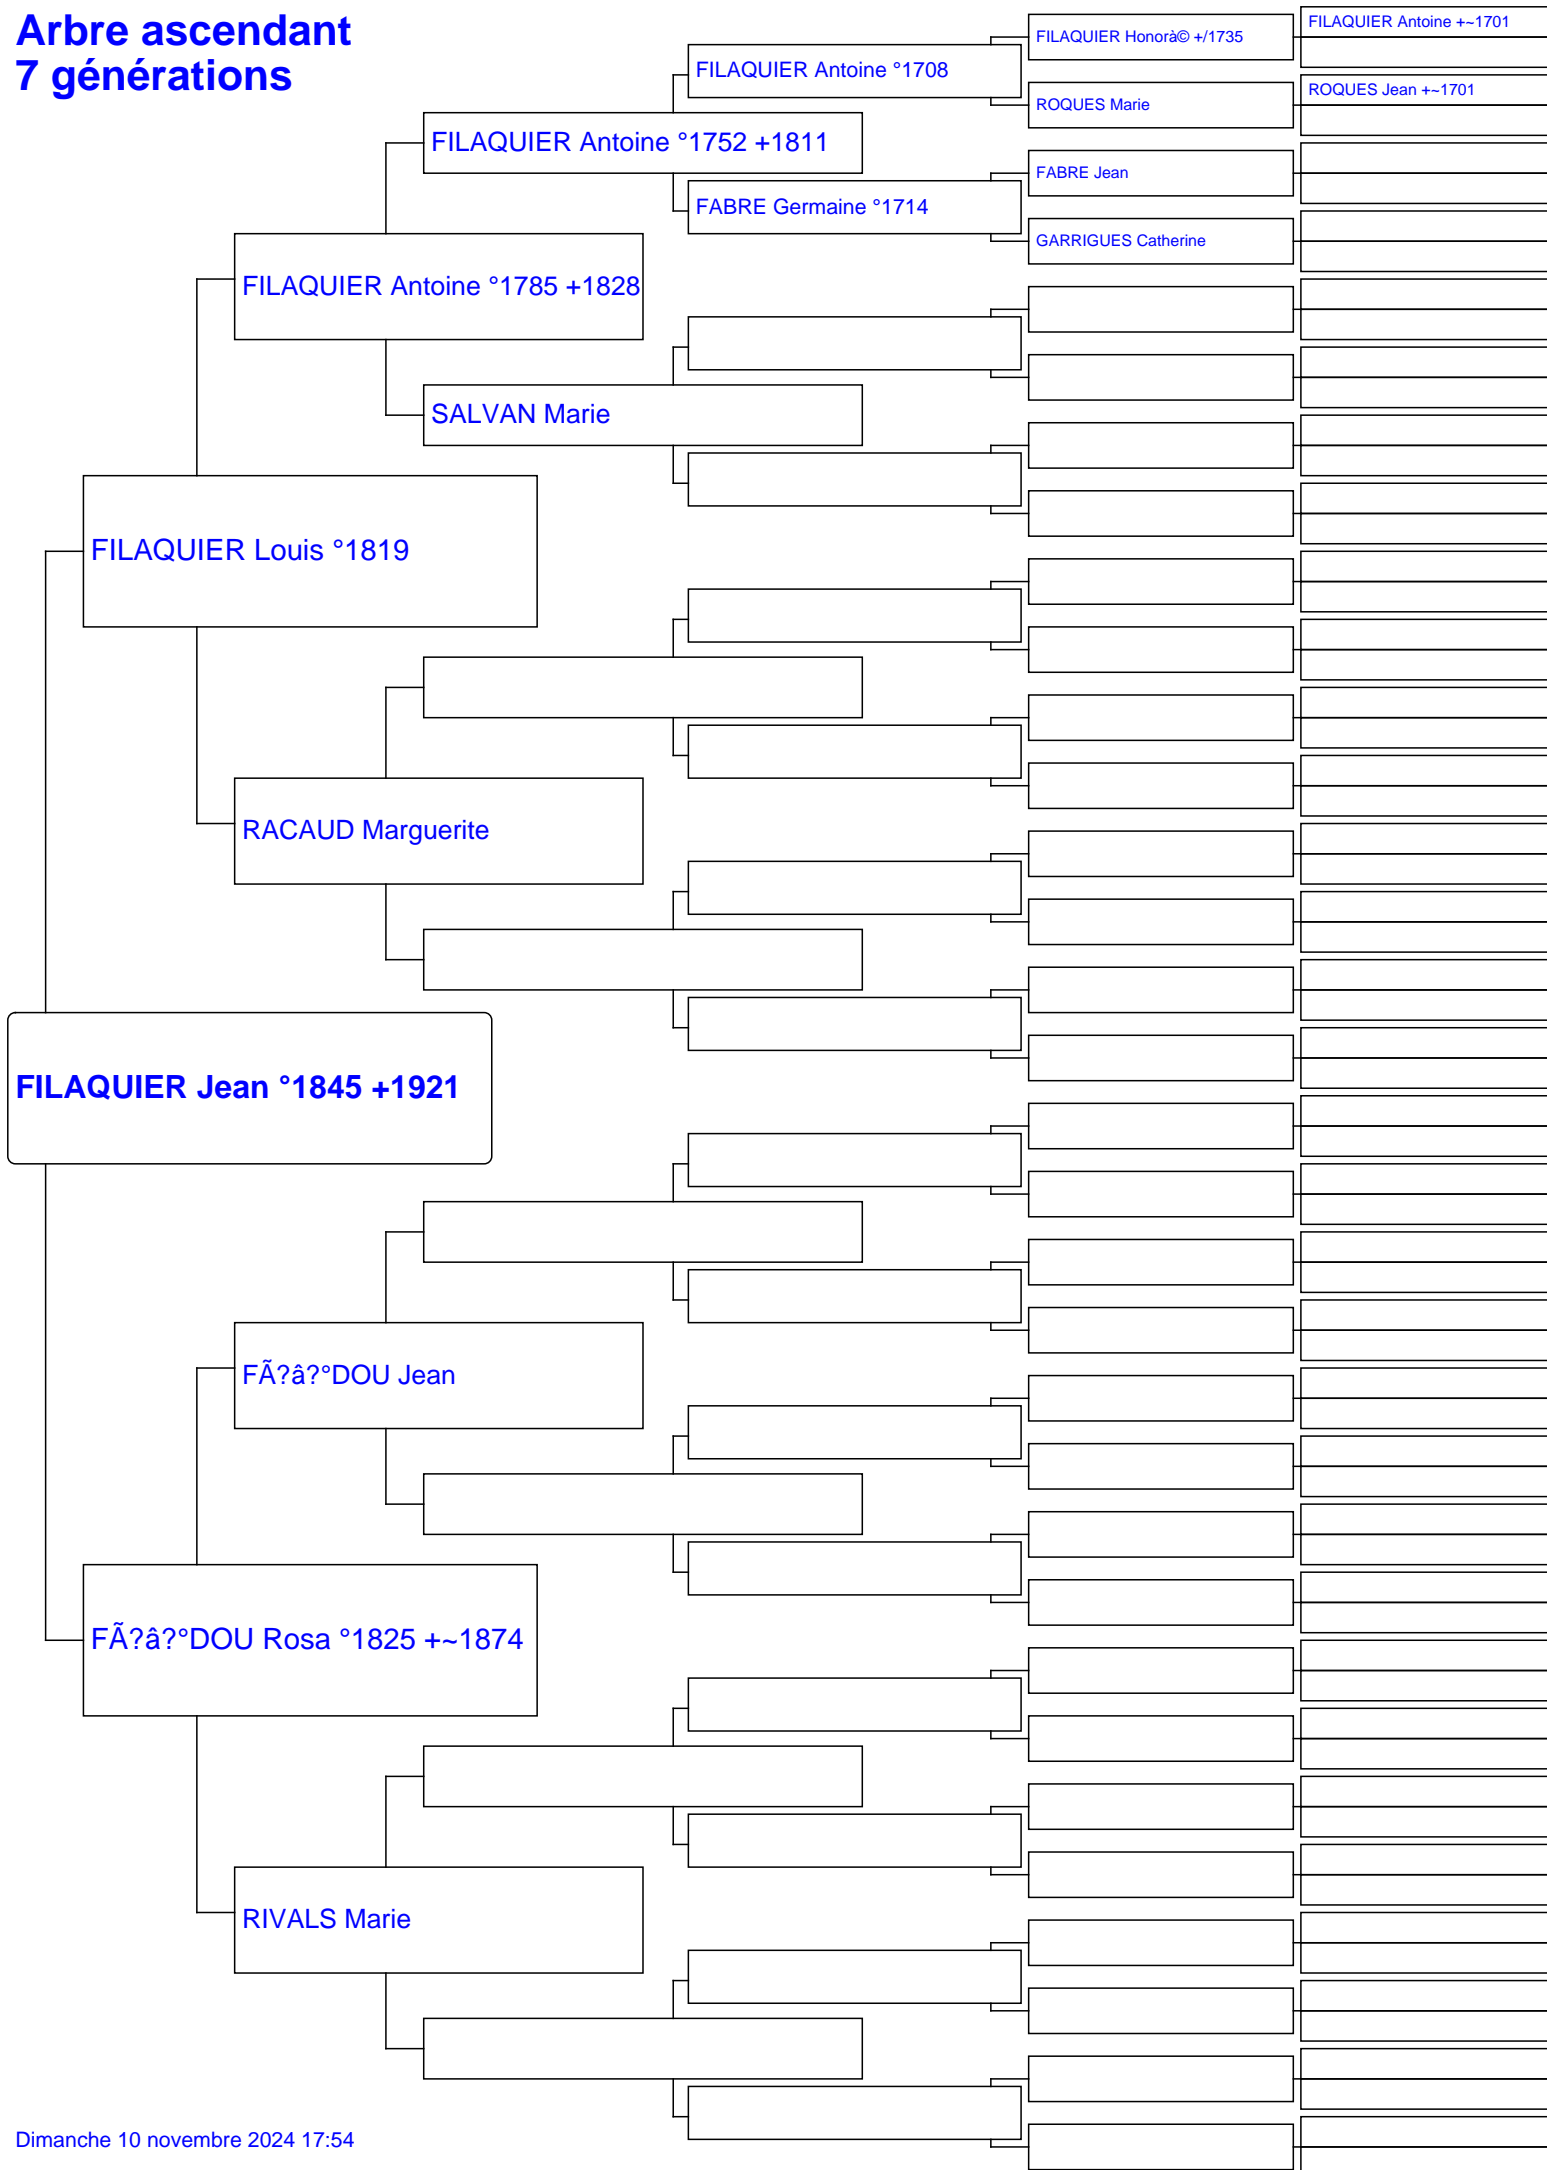 Arbre ascendant
7 générations
FILAQUIER Antoine +~1701
FILAQUIER Honorà© +/1735
FILAQUIER Antoine °1708
ROQUES Jean +~1701
ROQUES Marie
FILAQUIER Antoine °1752 +1811
FABRE Jean
FABRE Germaine °1714
GARRIGUES Catherine
FILAQUIER Antoine °1785 +1828
SALVAN Marie
FILAQUIER Louis °1819
RACAUD Marguerite
FILAQUIER Jean °1845 +1921
FÃ?â?°DOU Jean
FÃ?â?°DOU Rosa °1825 +~1874
RIVALS Marie
Dimanche 10 novembre 2024 17:54